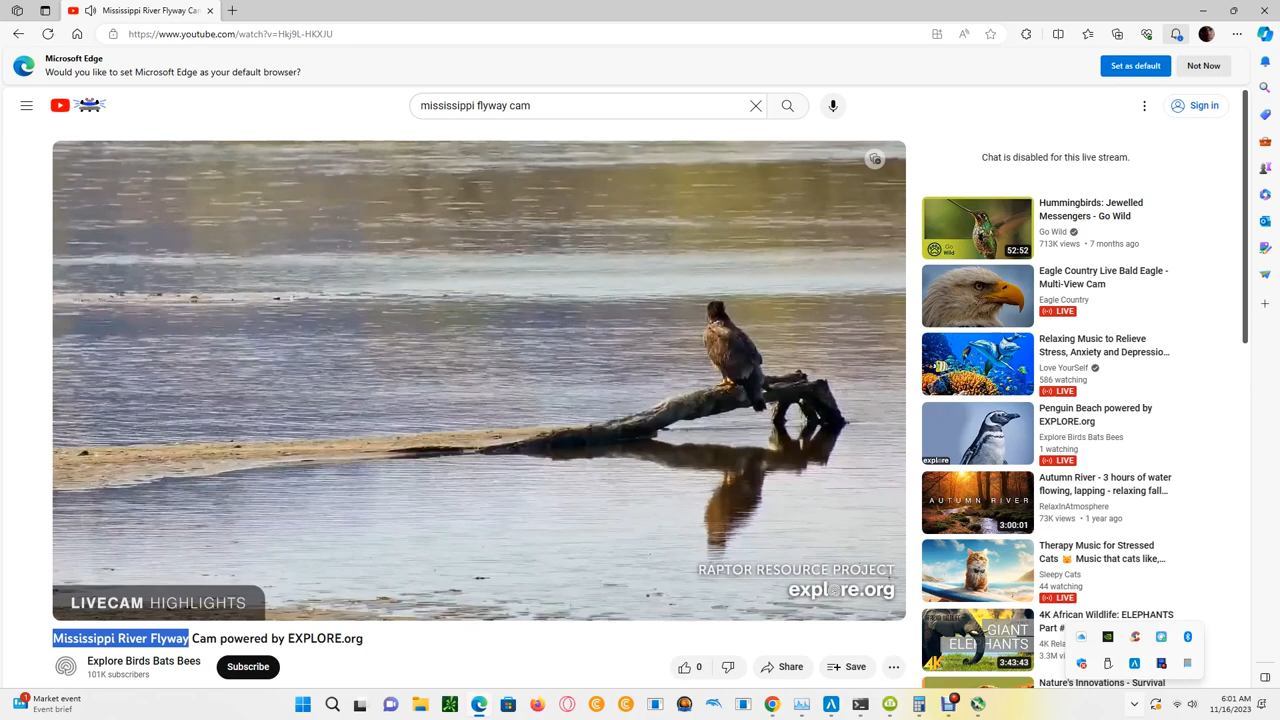 Mississippi River Flyway Cam
https://www.youtube.com/watch?v=Hkj9L-HKXJU
Microsoft Edge
Would you like to set Microsoft Edge as your default browser?
Set as default
Not Now
mississippi flyway cam
Sign in
Chat is disabled for this live stream.
Hummingbirds: Jewelled
Messengers - Go Wild
Go Wild
713K views • 7 months ago
Go
Wild
52:52
Eagle Country Live Bald Eagle -
Multi-View Cam
Eagle Country
LIVE
Relaxing Music to Relieve
Stress, Anxiety and Depressio...
Love YourSelf
586 watching
LIVE
Penguin Beach powered by
EXPLORE.org
Explore Birds Bats Bees
1 watching
LIVE
explore
Autumn River - 3 hours of water
flowing, lapping - relaxing fall...
RelaxInAtmosphere
73K views • 1 year ago
AUTUMN RIVER
3:00:01
Therapy Music for Stressed
Cats 🐱 Music that cats like,...
Sleepy Cats
44 watching
LIVE
4K African Wildlife: ELEPHANTS
Part #
4K Rela
3.3M vi
GIANT
ELEPHANTS
4K
3:43:43
Nature's Innovations - Survival
RAPTOR RESOURCE PROJECT
explore.org
LIVECAM HIGHLIGHTS
Mississippi River Flyway Cam powered by EXPLORE.org
Explore Birds Bats Bees
101K subscribers
Subscribe
0
Share
Save
1
Market event
Event brief
6:01 AM
11/16/2023